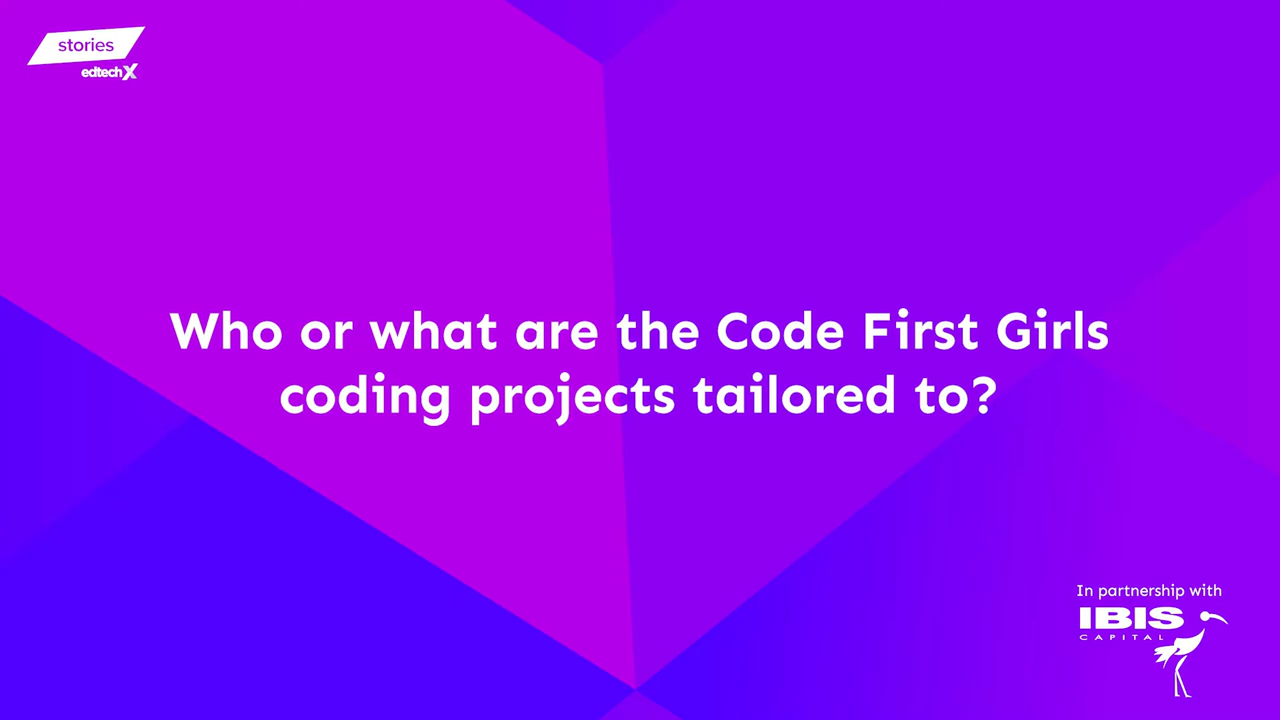 stories
edtechX
Who or what are the Code First Girls
coding projects tailored to?
In partnership with
IBIS
CAPITAL